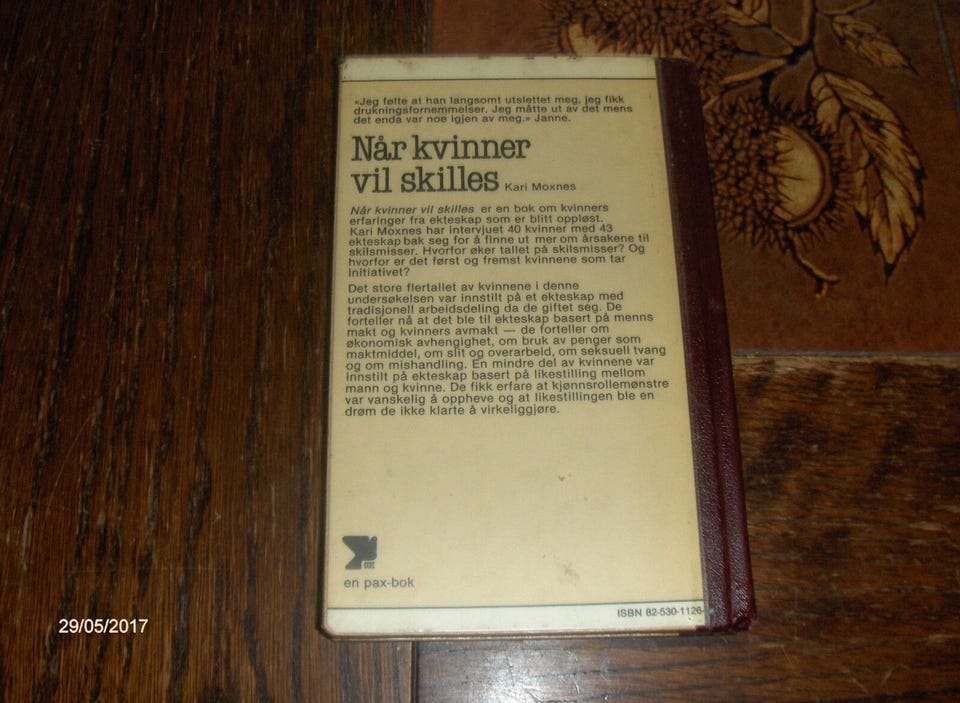 «Jeg følte at han langsomt utslettet meg, jeg fikk
drukningsfornemmelser. Jeg måtte ut av det mens
det enda var noe igjen av meg.» Janne.
Når kvinner
vil skilles Kari Moxnes
Når kvinner vil skilles er en bok om kvinners
erfaringer fra ekteskap som er blitt oppløst.
Kari Moxnes har intervjuet 40 kvinner med 43
ekteskap bak seg for å finne ut mer om årsakene til
skilsmisser. Hvorfor øker tallet på skilsmisser? Og
hvorfor er det først og fremst kvinnene som tar
initiativet?
Det store flertallet av kvinnene i denne
undersøkelsen var innstilt på et ekteskap med
tradisjonell arbeidsdeling da de giftet seg. De
forteller nå at det ble til ekteskap basert på menns
makt og kvinners avmakt — de forteller om
økonomisk avhengighet, om bruk av penger som
maktmiddel, om slit og overarbeid, om seksuell tvang
og om mishandling. En mindre del av kvinnene var
innstilt på ekteskap basert på likestilling mellom
mann og kvinne. De fikk erfare at kjønnsrollemønstre
var vanskelig å oppheve og at likestillingen ble en
drøm de ikke klarte å virkeliggjøre.
en pax-bok
ISBN 82-530-1126-
29/05/2017